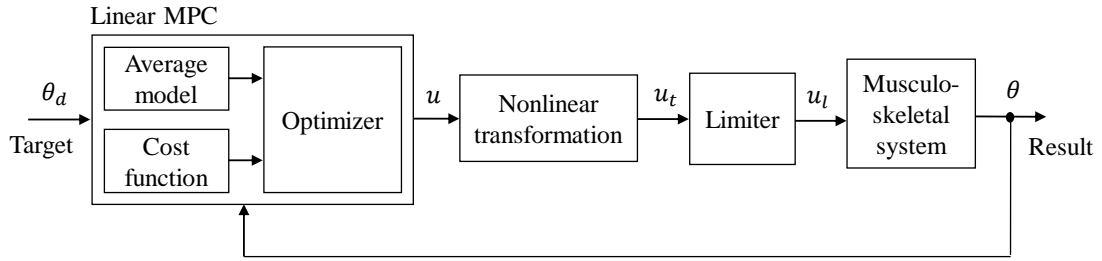 Linear MPC
θ_d
Target
Average
model
Cost
function
Optimizer
u
Nonlinear
transformation
u_t
Limiter
u_l
Musculo-
skeletal
system
θ
Result